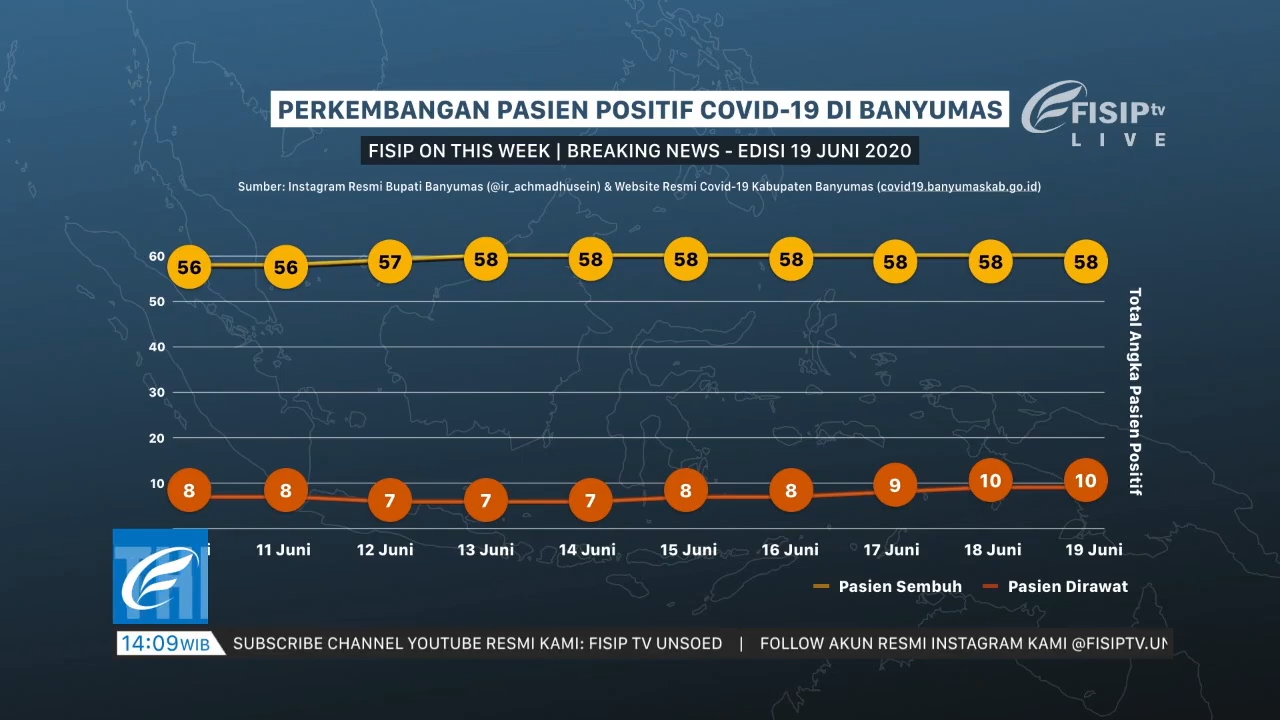 PERKEMBANGAN PASIEN POSITIF COVID-19 DI BANYUMAS
FISIP tv
LIVE
FISIP ON THIS WEEK | BREAKING NEWS - EDISI 19 JUNI 2020
Sumber: Instagram Resmi Bupati Banyumas (@ir_achmadhusein) & Website Resmi Covid-19 Kabupaten Banyumas (covid19.banyumaskab.go.id)
60
56 56 57 58 58 58 58 58 58 58
50
40
30
20
10
8 8 7 7 7 8 8 9 10 10
Total Angka Pasien Positif
11 Juni 12 Juni 13 Juni 14 Juni 15 Juni 16 Juni 17 Juni 18 Juni 19 Juni
Pasien Sembuh Pasien Dirawat
14:09 WIB
SUBSCRIBE CHANNEL YOUTUBE RESMI KAMI: FISIP TV UNSOED | FOLLOW AKUN RESMI INSTAGRAM KAMI @FISIPTV.UN